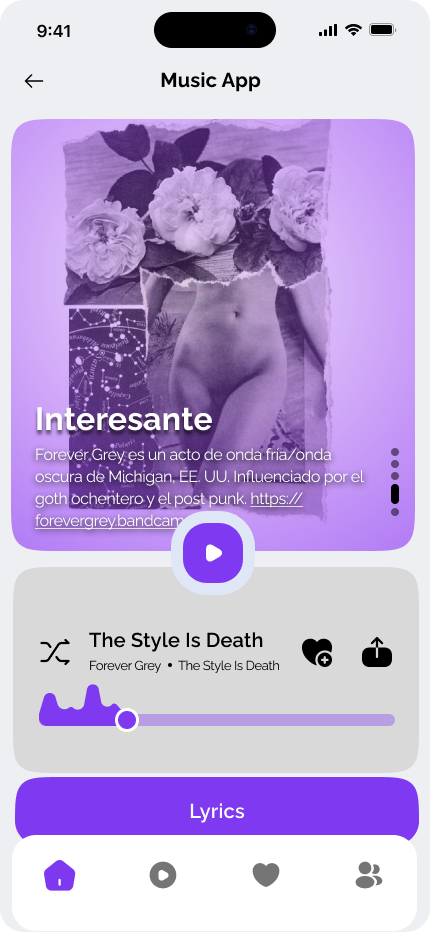 9:41
Music App
Interesante
Forever Grey es un acto de onda fría/onda
oscura de Michigan, EE. UU. Influenciado por el
goth ochentero y el post punk. https://
forevergrey.bandcam
The Style Is Death
Forever Grey • The Style Is Death
Lyrics